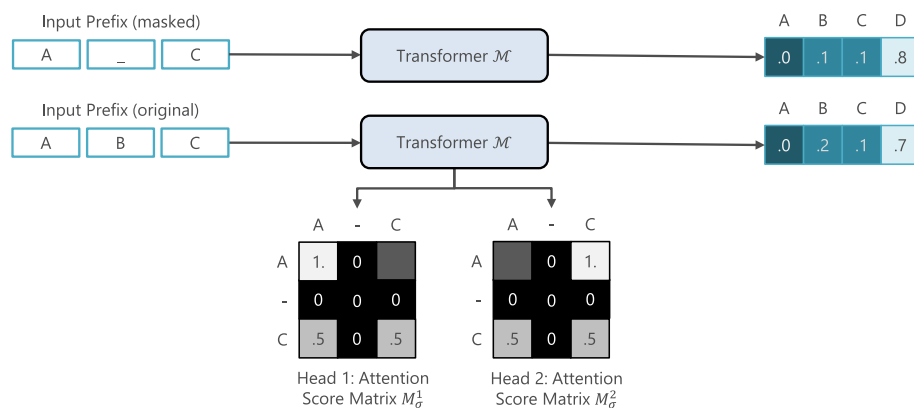 Input Prefix (masked)
A _ C
Transformer ℳ
A B C D
.0 .1 .1 .8
Input Prefix (original)
A B C
Transformer ℳ
A B C D
.0 .2 .1 .7
A - C
A 1. 0
- 0 0 0
C .5 0 .5
Head 1: Attention
Score Matrix M¹σ
A - C
A 0 1.
- 0 0 0
C .5 0 .5
Head 2: Attention
Score Matrix M²σ